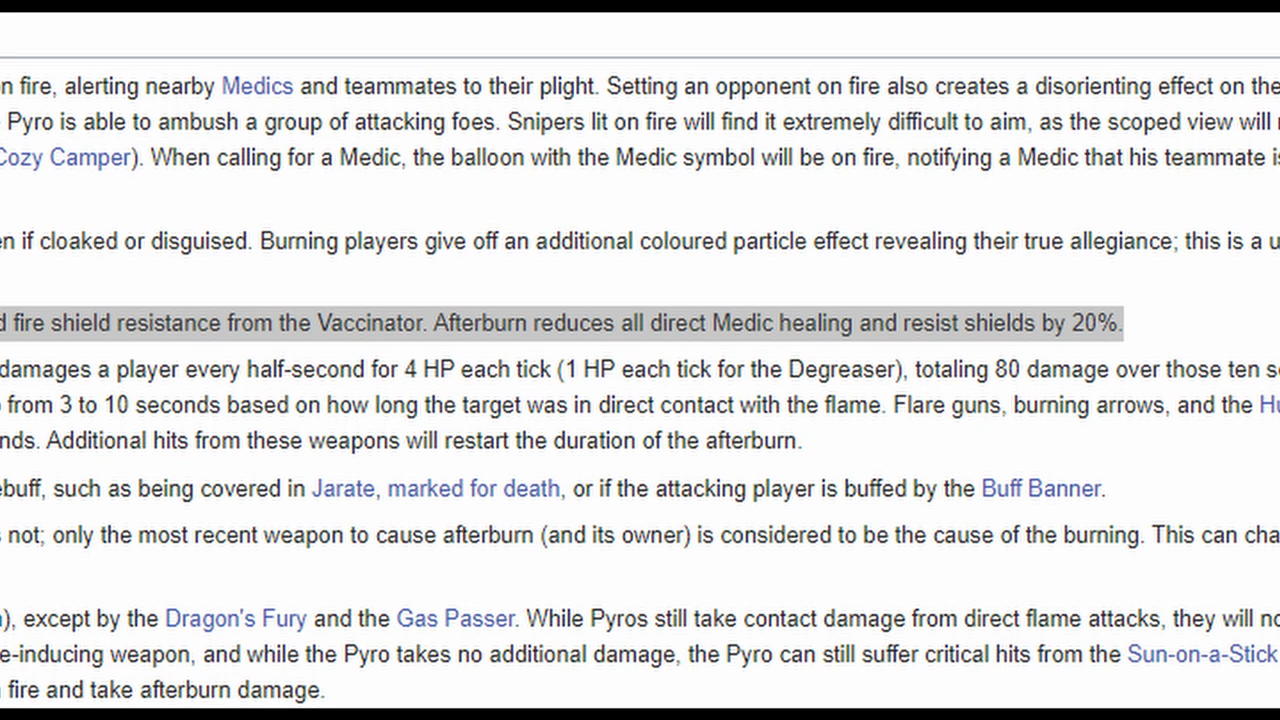 n fire, alerting nearby Medics and teammates to their plight. Setting an opponent on fire also creates a disorienting effect on the
Pyro is able to ambush a group of attacking foes. Snipers lit on fire will find it extremely difficult to aim, as the scoped view will
Cozy Camper). When calling for a Medic, the balloon with the Medic symbol will be on fire, notifying a Medic that his teammate is
en if cloaked or disguised. Burning players give off an additional coloured particle effect revealing their true allegiance; this is a u
d fire shield resistance from the Vaccinator. Afterburn reduces all direct Medic healing and resist shields by 20%.
damages a player every half-second for 4 HP each tick (1 HP each tick for the Degreaser), totaling 80 damage over those ten se
from 3 to 10 seconds based on how long the target was in direct contact with the flame. Flare guns, burning arrows, and the Hu
nds. Additional hits from these weapons will restart the duration of the afterburn.
ebuff, such as being covered in Jarate, marked for death, or if the attacking player is buffed by the Buff Banner.
s not; only the most recent weapon to cause afterburn (and its owner) is considered to be the cause of the burning. This can cha
), except by the Dragon's Fury and the Gas Passer. While Pyros still take contact damage from direct flame attacks, they will no
e-inducing weapon, and while the Pyro takes no additional damage, the Pyro can still suffer critical hits from the Sun-on-a-Stick
fire and take afterburn damage.